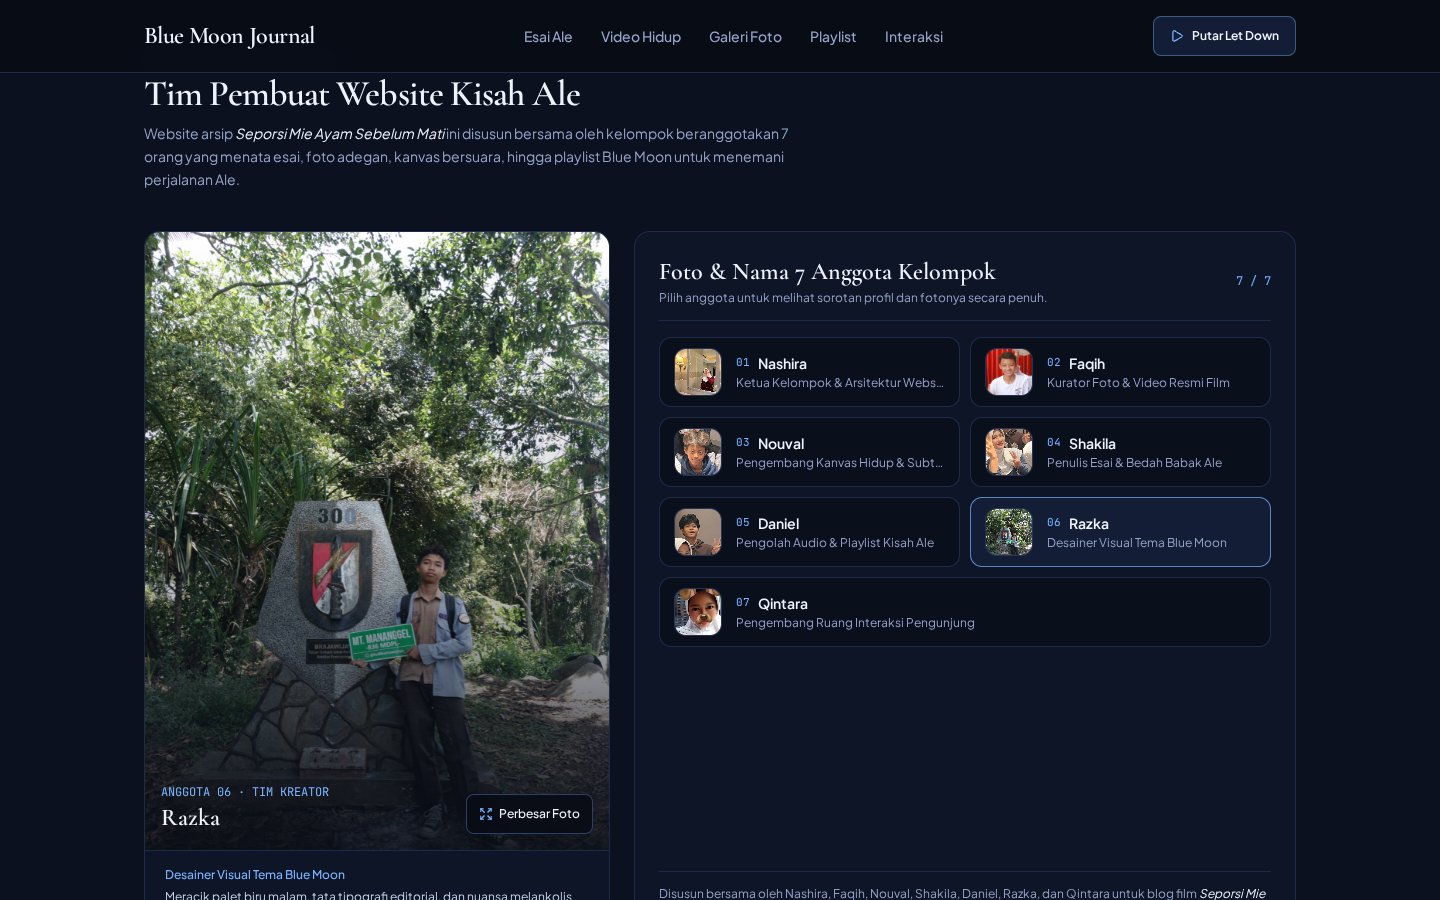 Blue Moon Journal
Esai Ale
Video Hidup
Galeri Foto
Playlist
Interaksi
Putar Let Down
Tim Pembuat Website Kisah Ale
Website arsip Seporsi Mie Ayam Sebelum Mati ini disusun bersama oleh kelompok beranggotakan 7
orang yang menata esai, foto adegan, kanvas bersuara, hingga playlist Blue Moon untuk menemani
perjalanan Ale.
300
MT. MANANGGEL
ANGGOTA 06 · TIM KREATOR
Razka
Perbesar Foto
Desainer Visual Tema Blue Moon
Meracik palet biru malam, tata tipografi editorial, dan nuansa melankolis
Foto & Nama 7 Anggota Kelompok
7 / 7
Pilih anggota untuk melihat sorotan profil dan fotonya secara penuh.
01 Nashira
Ketua Kelompok & Arsitektur Webs…
02 Faqih
Kurator Foto & Video Resmi Film
03 Nouval
Pengembang Kanvas Hidup & Subt…
04 Shakila
Penulis Esai & Bedah Babak Ale
05 Daniel
Pengolah Audio & Playlist Kisah Ale
06 Razka
Desainer Visual Tema Blue Moon
07 Qintara
Pengembang Ruang Interaksi Pengunjung
Disusun bersama oleh Nashira, Faqih, Nouval, Shakila, Daniel, Razka, dan Qintara untuk blog film Seporsi Mie